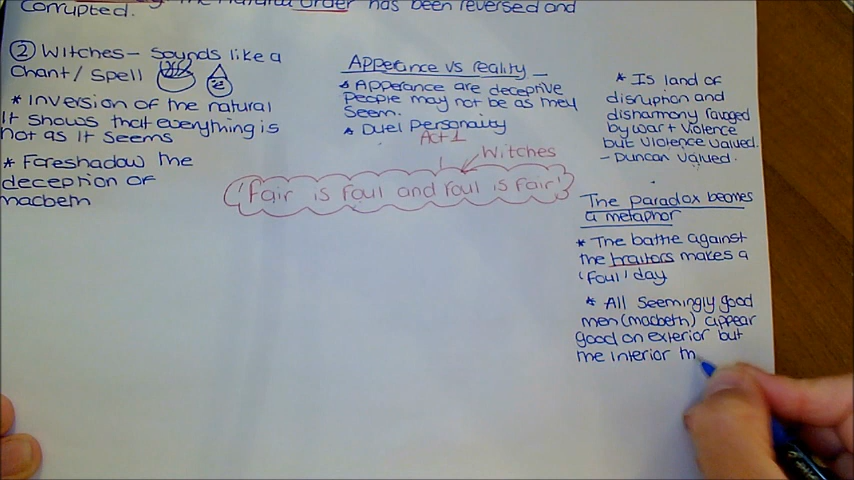 order has been reversed and
Corrupted.
② Witches - sounds like a
Chant / spell
* Inversion of the natural
It shows that everything is
not as it seems
* Foreshadow the
deception of
macbeth
Apperance vs reality
* Apperance are deceptive
People may not be as they
Seem.
* Duel Personality
Act 1
Witches
'Fair is Foul and Foul is Fair'
* Is land of
disruption and
disharmony
by war + violence
but violence valued.
- Duncan valued.
The paradox becomes
a metaphor
* The battle against
the traitors makes a
'foul' day
* All seemingly good
men (macbeth) appear
good on exterior but
the interior